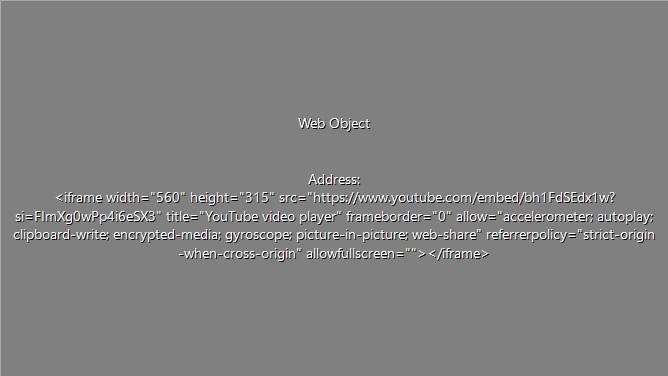 Web Object
Address:
<iframe width="560" height="315" src="https://www.youtube.com/embed/bh1FdSEdx1w?
si=FImXg0wPp4i6eSX3" title="YouTube video player" frameborder="0" allow="accelerometer; autoplay;
clipboard-write; encrypted-media; gyroscope; picture-in-picture; web-share" referrerpolicy="strict-origin
-when-cross-origin" allowfullscreen=""></iframe>